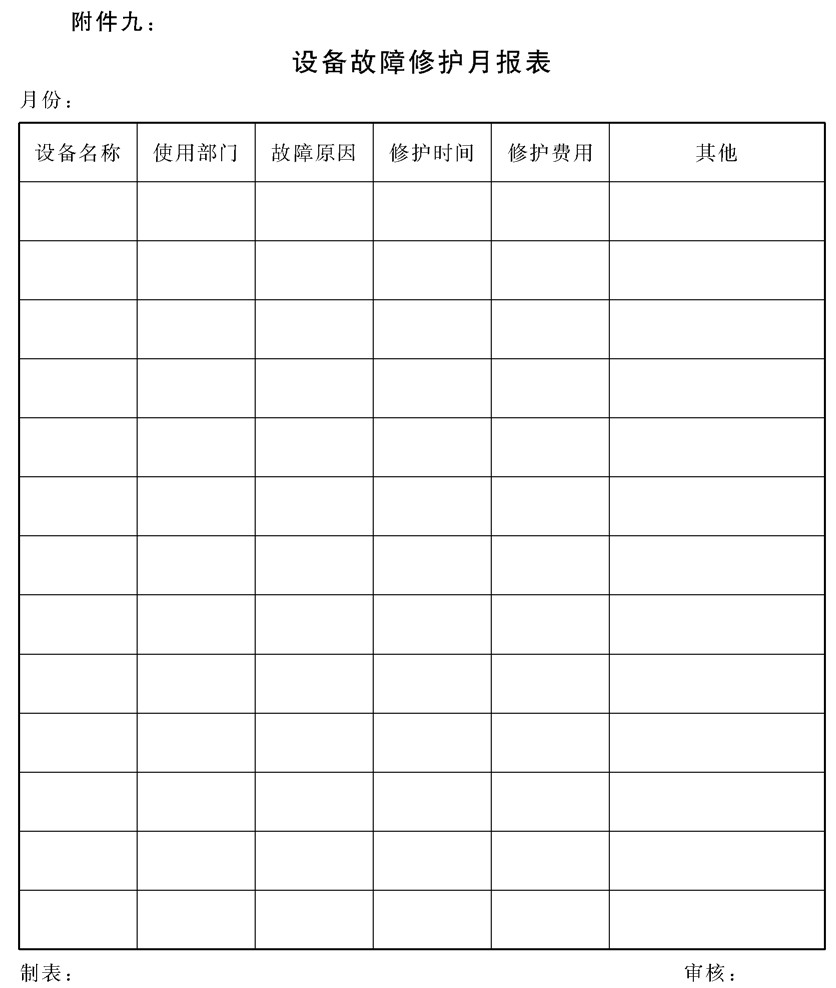 附件九：
设备故障修护月报表
月份：
设备名称 使用部门 故障原因 修护时间 修护费用 其他
制表： 审核：